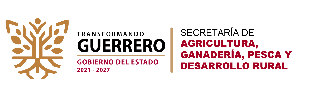 TRANSFORMANDO
GUERRERO
GOBIERNO DEL ESTADO
2021 - 2027
SECRETARÍA DE
AGRICULTURA,
GANADERÍA, PESCA Y
DESARROLLO RURAL